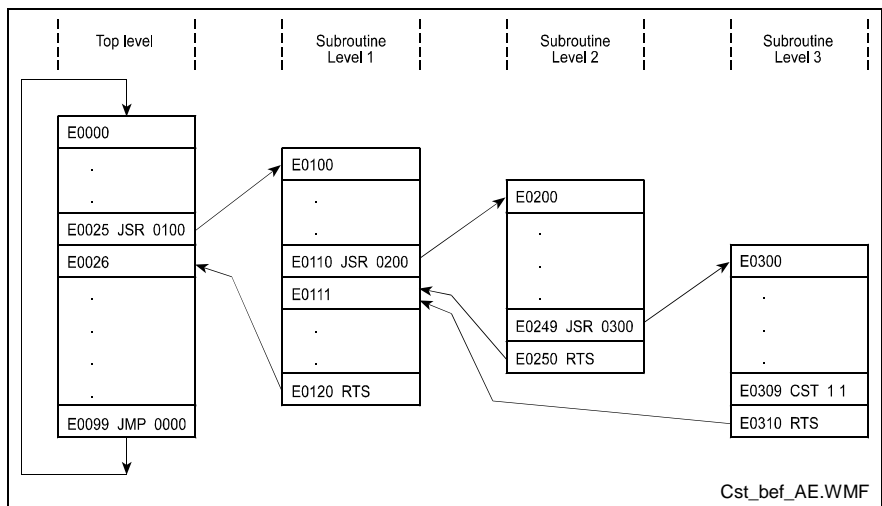 Top level
Subroutine
Level 1
Subroutine
Level 2
Subroutine
Level 3
E0000
.
.
E0025 JSR 0100
E0026
.
.
.
.
E0099 JMP 0000
E0100
.
.
E0110 JSR 0200
E0111
.
.
E0120 RTS
E0200
.
.
.
E0249 JSR 0300
E0250 RTS
E0300
.
.
.
E0309 CST 1 1
E0310 RTS
Cst_bef_AE.WMF